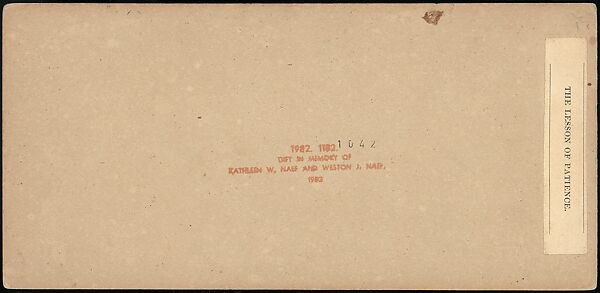 1982. 1182. 1042
GIFT IN MEMORY OF
KATHLEEN W. NAEF AND WESTON J. NAEF,
1982
THE LESSON OF PATIENCE.